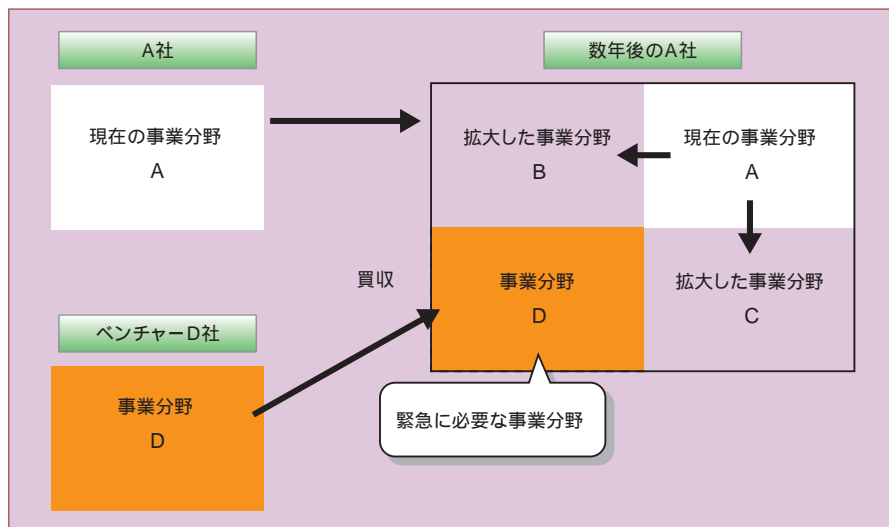 A社
現在の事業分野
A
ベンチャーD社
事業分野
D
買収
数年後のA社
拡大した事業分野
B
現在の事業分野
A
事業分野
D
拡大した事業分野
C
緊急に必要な事業分野